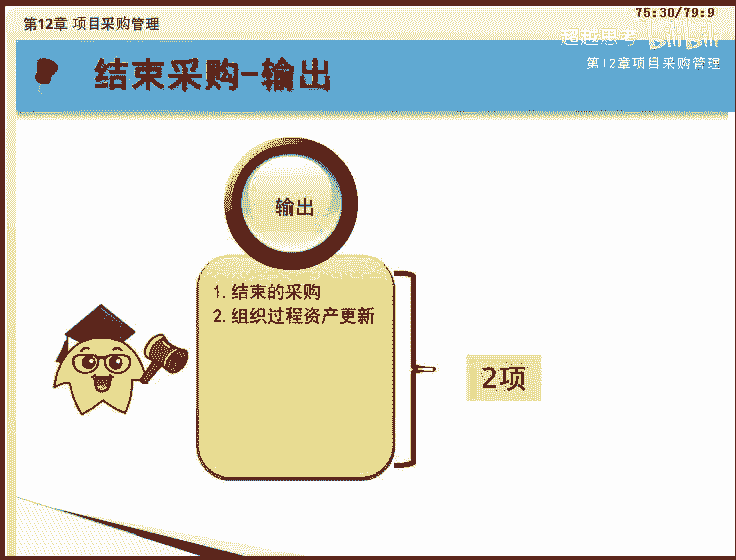 75:30/79:9
第12章 项目采购管理
超越思考 bilibili
第12章项目采购管理
结束采购-输出
输出
1. 结束的采购
2. 组织过程资产更新
2项